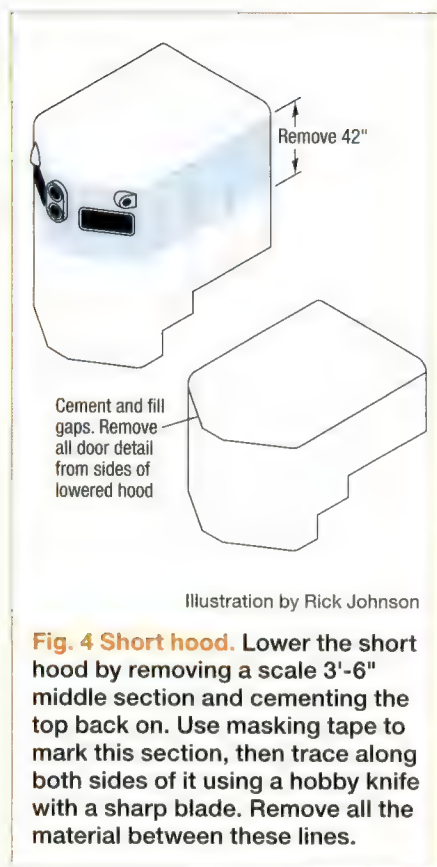 Remove 42"
Cement and fill
gaps. Remove
all door detail
from sides of
lowered hood
Illustration by Rick Johnson
Fig. 4 Short hood. Lower the short
hood by removing a scale 3'-6"
middle section and cementing the
top back on. Use masking tape to
mark this section, then trace along
both sides of it using a hobby knife
with a sharp blade. Remove all the
material between these lines.